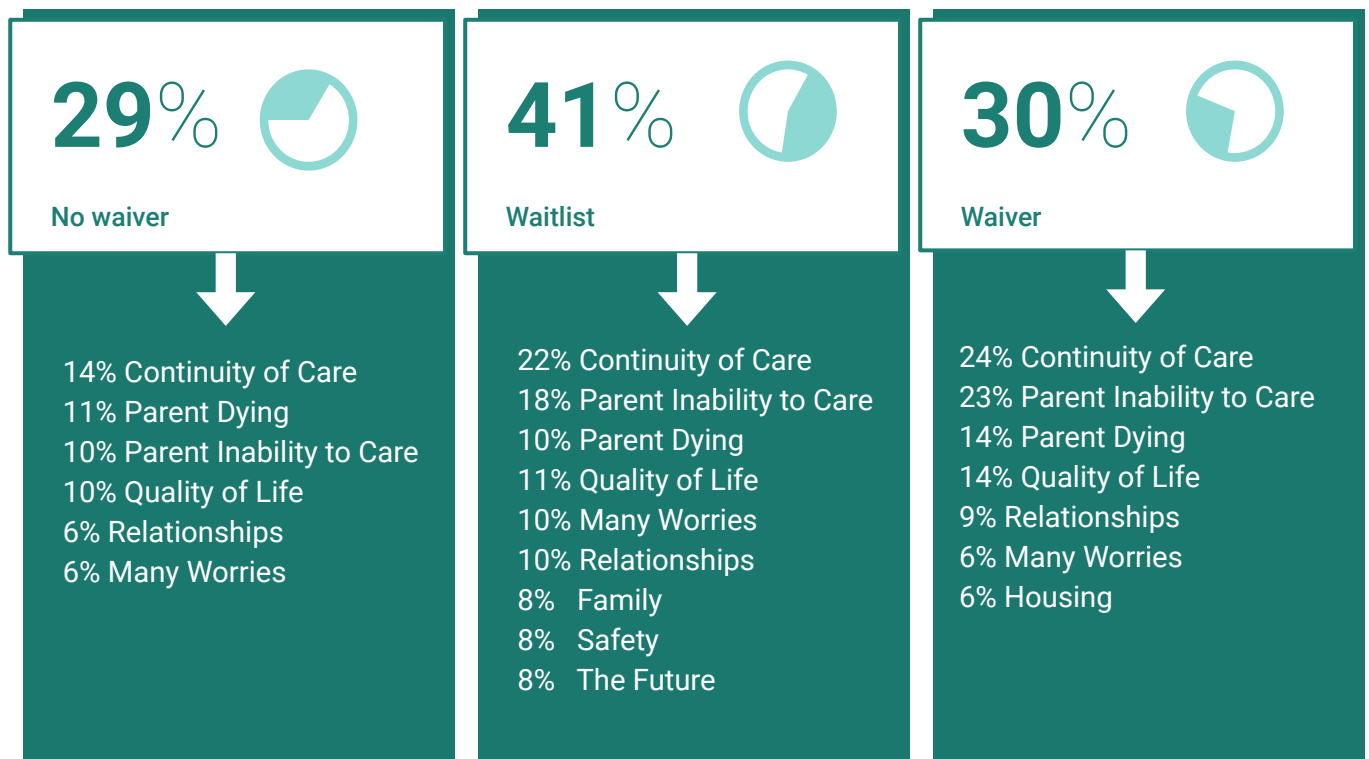 29%
No waiver
14% Continuity of Care
11% Parent Dying
10% Parent Inability to Care
10% Quality of Life
6% Relationships
6% Many Worries
41%
Waitlist
22% Continuity of Care
18% Parent Inability to Care
10% Parent Dying
11% Quality of Life
10% Many Worries
10% Relationships
8% Family
8% Safety
8% The Future
30%
Waiver
24% Continuity of Care
23% Parent Inability to Care
14% Parent Dying
14% Quality of Life
9% Relationships
6% Many Worries
6% Housing